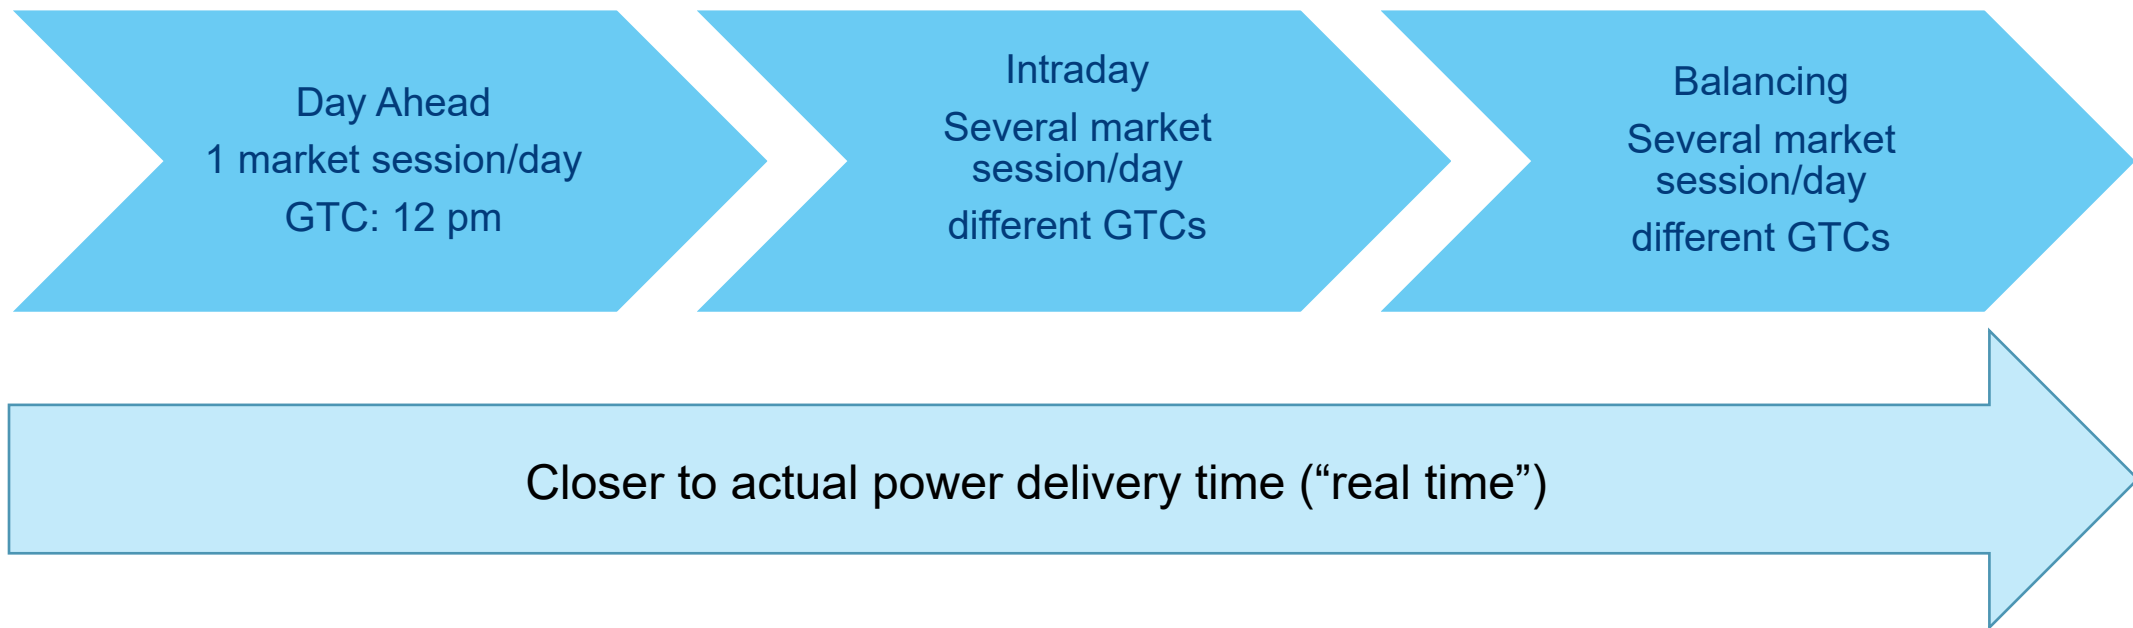 Day Ahead
1 market session/day
GTC: 12 pm
Intraday
Several market
session/day
different GTCs
Balancing
Several market
session/day
different GTCs
Closer to actual power delivery time (“real time”)